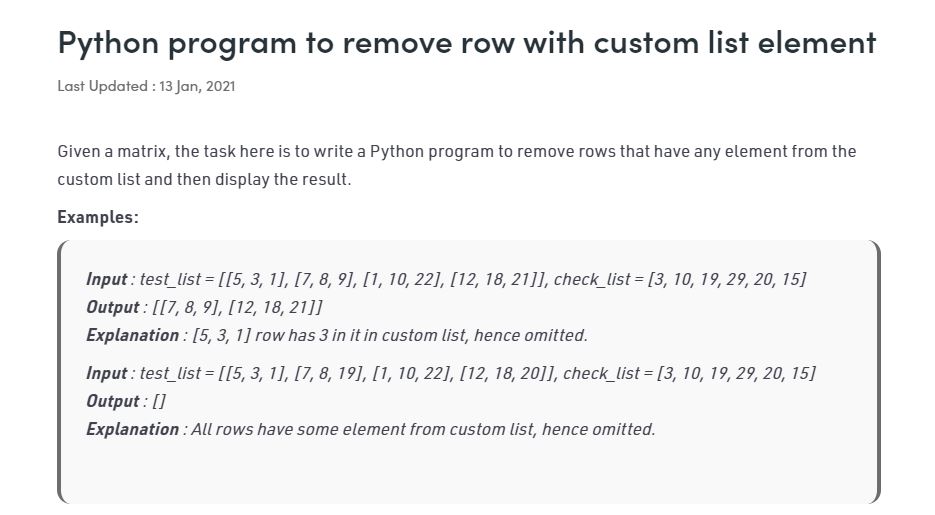 Python program to remove row with custom list element
Last Updated : 13 Jan, 2021
Given a matrix, the task here is to write a Python program to remove rows that have any element from the
custom list and then display the result.
Examples:
Input : test_list = [[5, 3, 1], [7, 8, 9], [1, 10, 22], [12, 18, 21]], check_list = [3, 10, 19, 29, 20, 15]
Output : [[7, 8, 9], [12, 18, 21]]
Explanation : [5, 3, 1] row has 3 in it in custom list, hence omitted.
Input : test_list = [[5, 3, 1], [7, 8, 19], [1, 10, 22], [12, 18, 20]], check_list = [3, 10, 19, 29, 20, 15]
Output : []
Explanation : All rows have some element from custom list, hence omitted.